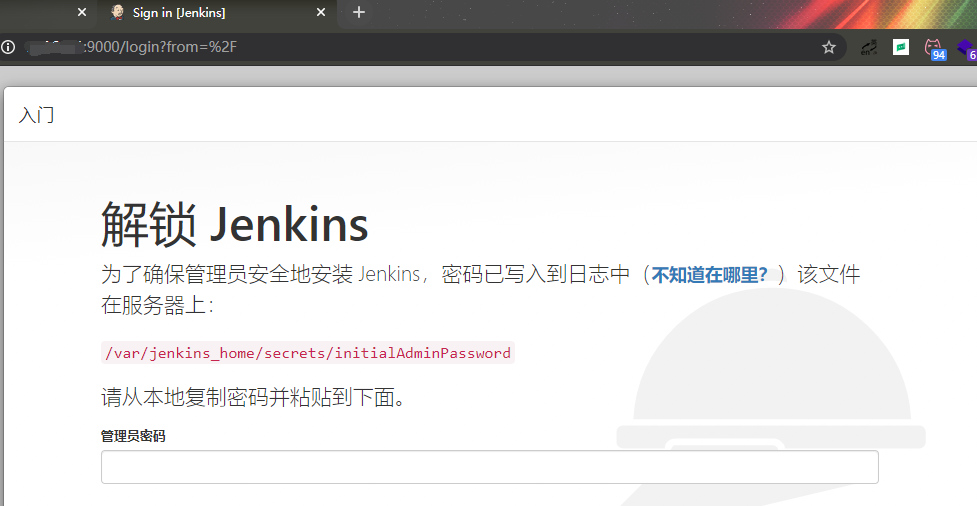 Sign in [Jenkins]
:9000/login?from=%2F
94
6
入门
解锁 Jenkins
为了确保管理员安全地安装 Jenkins，密码已写入到日志中（不知道在哪里？）该文件
在服务器上：
/var/jenkins_home/secrets/initialAdminPassword
请从本地复制密码并粘贴到下面。
管理员密码